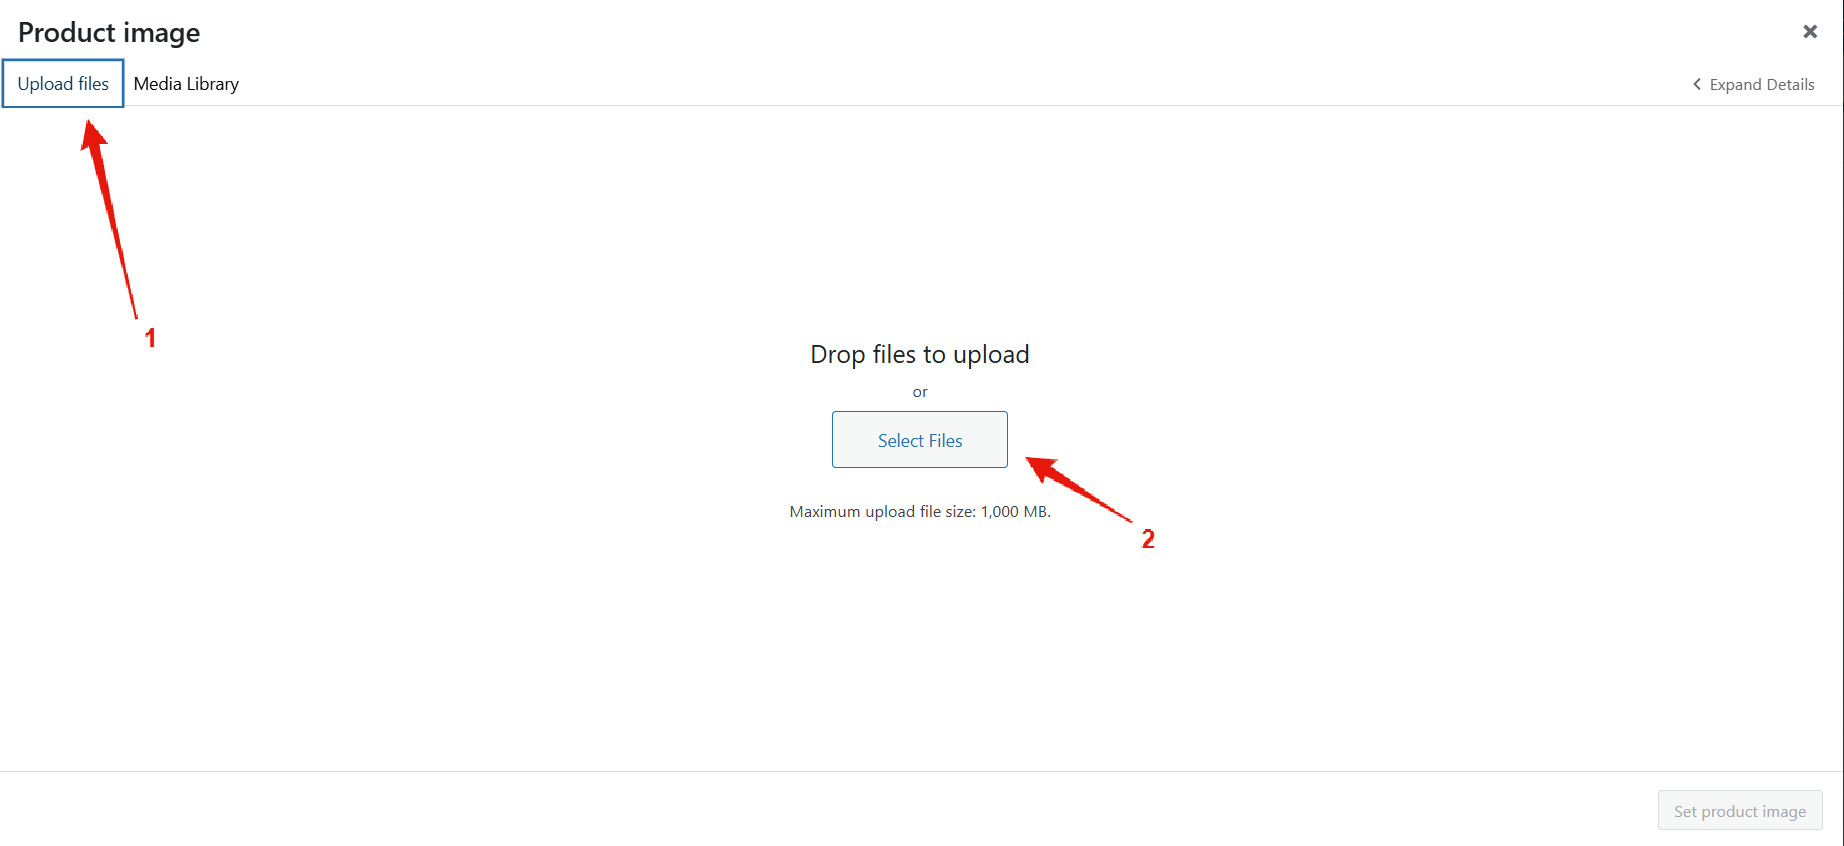 Product image
Upload files Media Library
Expand Details
1
Drop files to upload
or
Select Files
Maximum upload file size: 1,000 MB.
2
Set product image